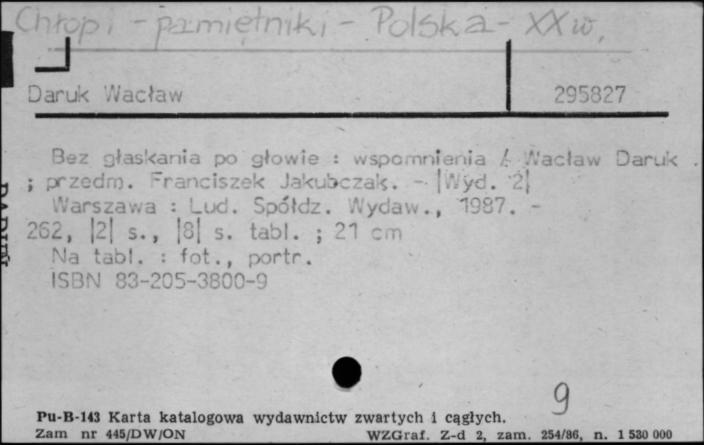 Chłopi - pamiętniki - Polska - XX w.
Daruk Wacław 295827
Bez głaskania po głowie : wspomnienia / Wacław Daruk .
; przedm. Franciszek Jakubczak. - |Wyd. 2|
Warszawa : Lud. Spółdz. Wydaw., 1987. -
262, |2| s., |8| s. tabl. ; 21 cm
Na tabl. : fot., portr.
ISBN 83-205-3800-9
9
Pu-B-143 Karta katalogowa wydawnictw zwartych i cągłych.
Zam nr 445/DW/ON WZGraf. Z-d 2, zam. 254/86, n. 1 530 000